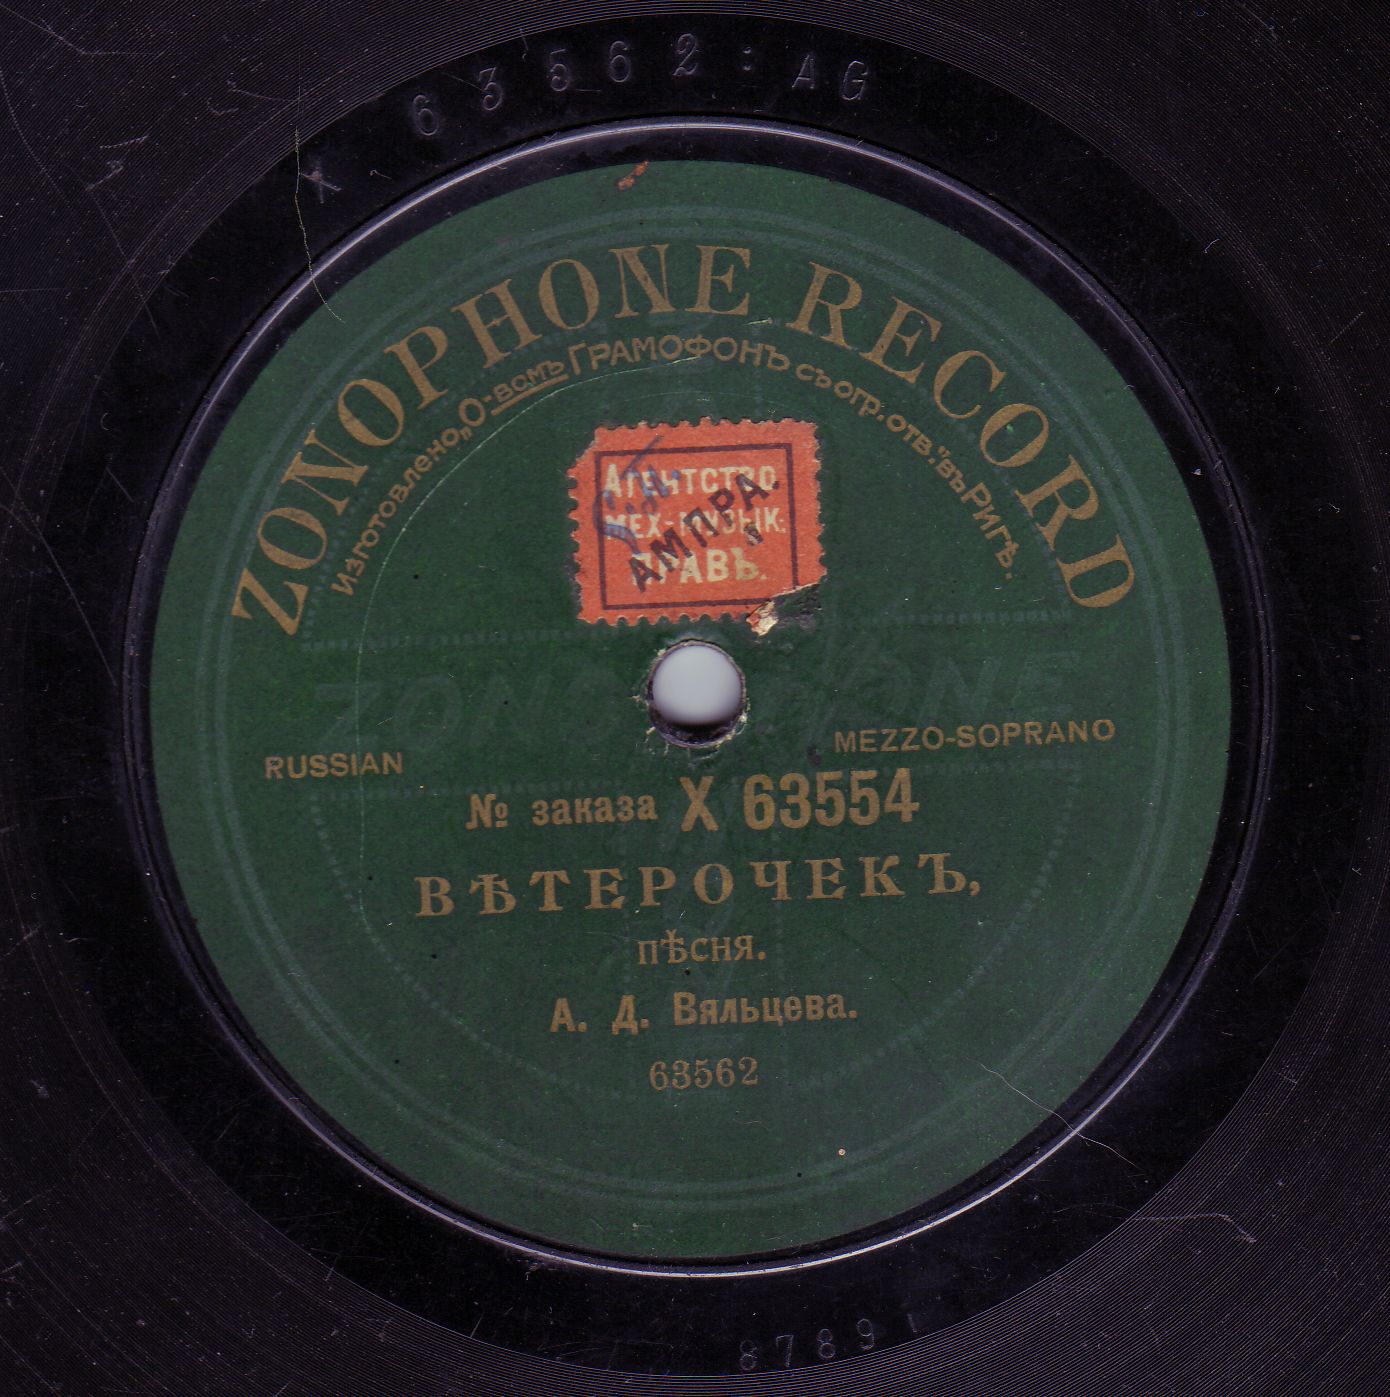 X 63562: AG
ZONOPHONE RECORD
Изготовлено „О-вомъ Грамофонъ съ огр. отв." въ Ригѣ.
Агентство
мех-музык.
правъ.
АМПРА.
ZONOPHONE
RUSSIAN
MEZZO-SOPRANO
№ заказа X 63554
ВѢТЕРОЧЕКЪ,
пѣсня.
А. Д. Вяльцева.
63562
8789